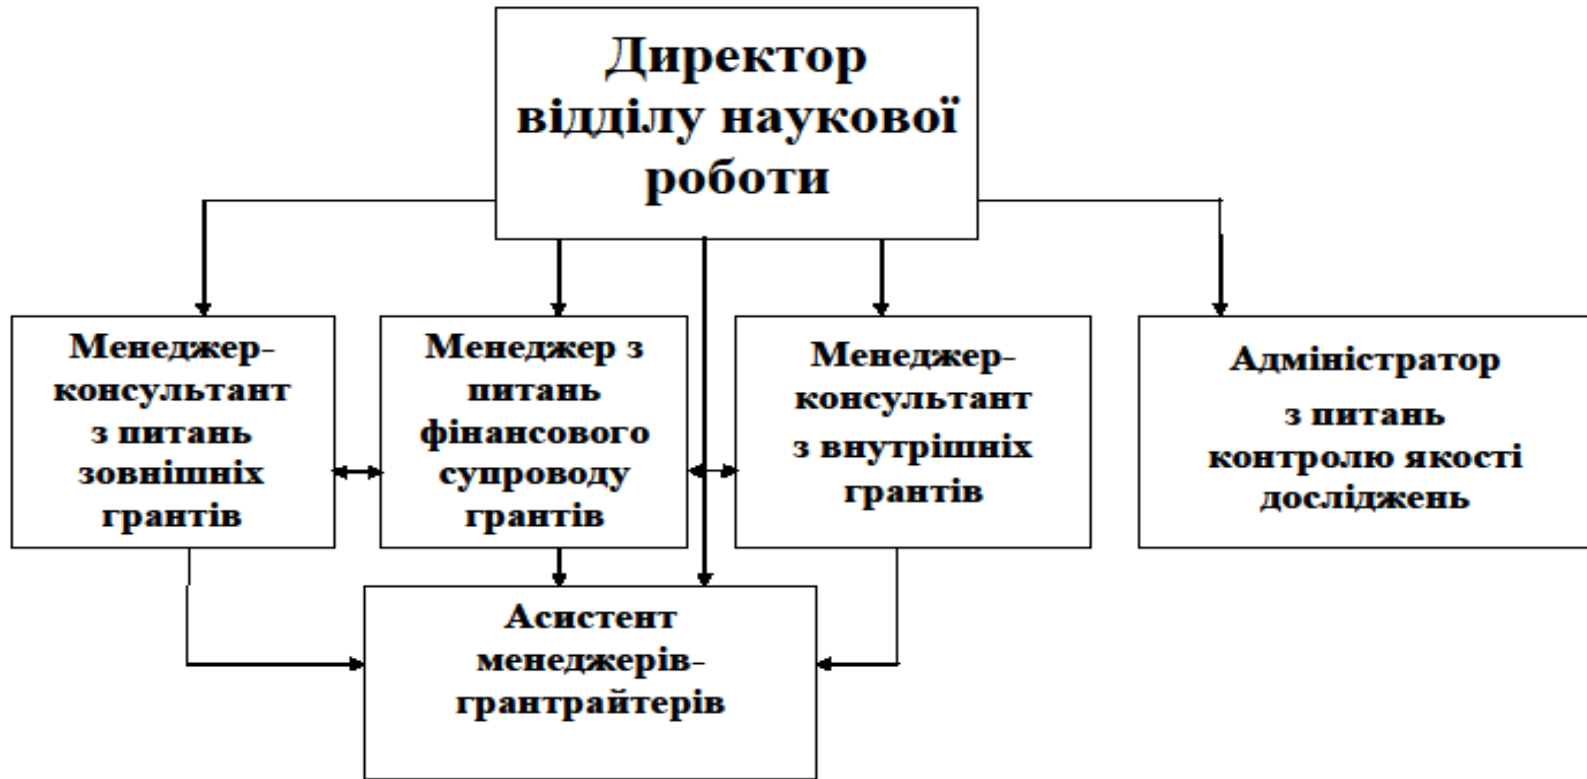 Директор
відділу наукової
роботи
Менеджер-
консультант
з питань
зовнішніх
грантів
Менеджер з
питань
фінансового
супроводу
грантів
Менеджер-
консультант
з внутрішніх
грантів
Адміністратор
з питань
контролю якості
досліджень
Асистент
менеджерів-
грантрайтерів